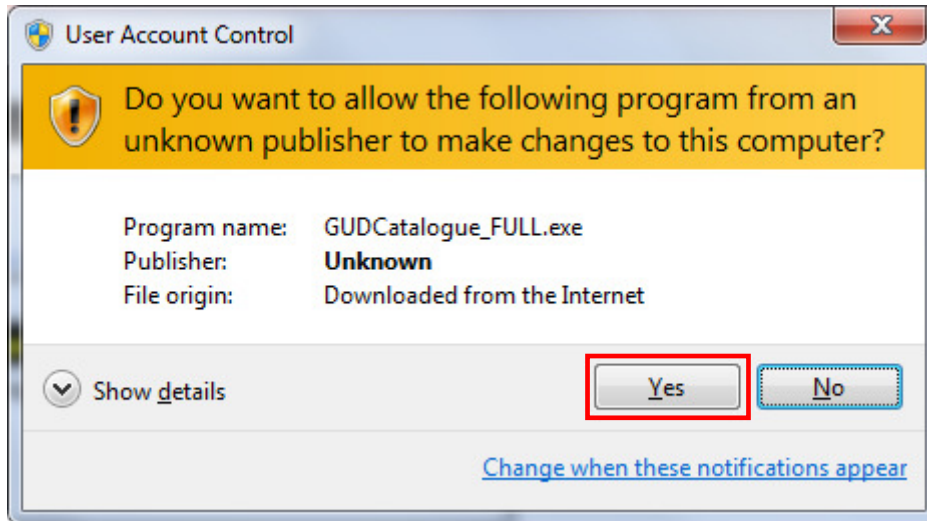 User Account Control
Do you want to allow the following program from an
unknown publisher to make changes to this computer?
Program name: GUDCatalogue_FULL.exe
Publisher: Unknown
File origin: Downloaded from the Internet
Show details Yes No
Change when these notifications appear